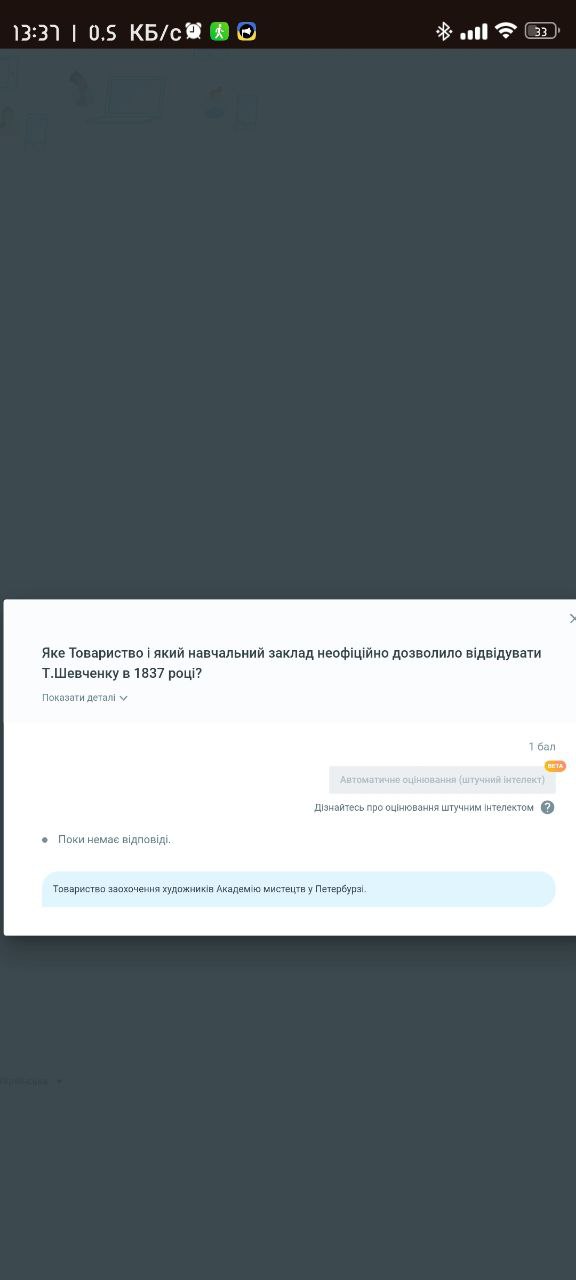 13:37 | 0.5 КБ/с
33
Яке Товариство і який навчальний заклад неофіційно дозволило відвідувати
Т.Шевченку в 1837 році?
Показати деталі
1 бал
BETA
Автоматичне оцінювання (штучний інтелект)
Дізнайтесь про оцінювання штучним інтелектом ?
Поки немає відповіді.
Товариство заохочення художників Академію мистецтв у Петербурзі.